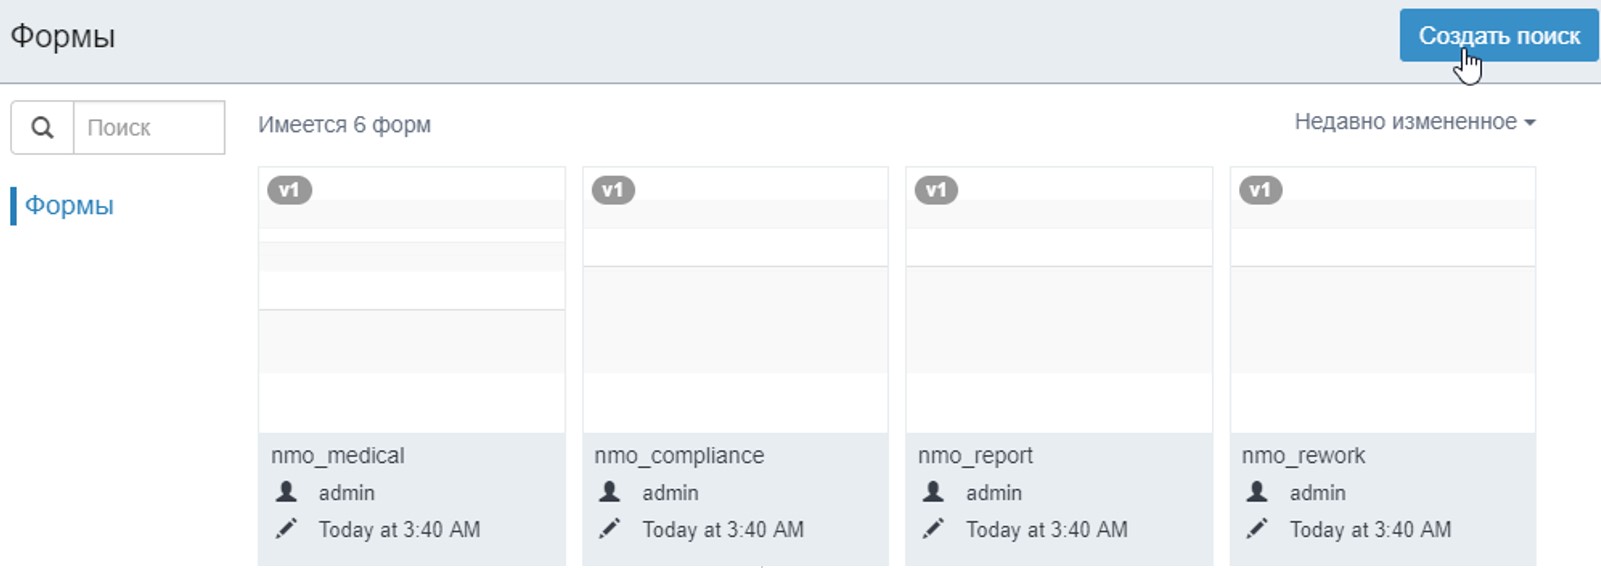 Формы
Создать поиск
Поиск
Имеется 6 форм
Недавно измененное
Формы
v1
v1
v1
v1
nmo_medical
admin
Today at 3:40 AM
nmo_compliance
admin
Today at 3:40 AM
nmo_report
admin
Today at 3:40 AM
nmo_rework
admin
Today at 3:40 AM